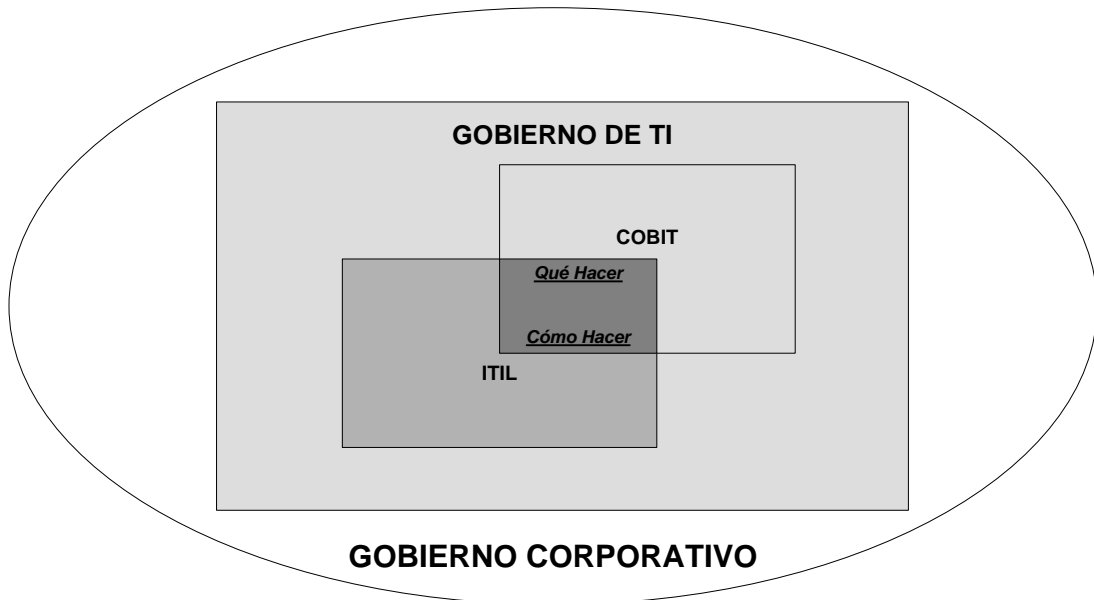 GOBIERNO DE TI
COBIT
Qué Hacer
Cómo Hacer
ITIL
GOBIERNO CORPORATIVO